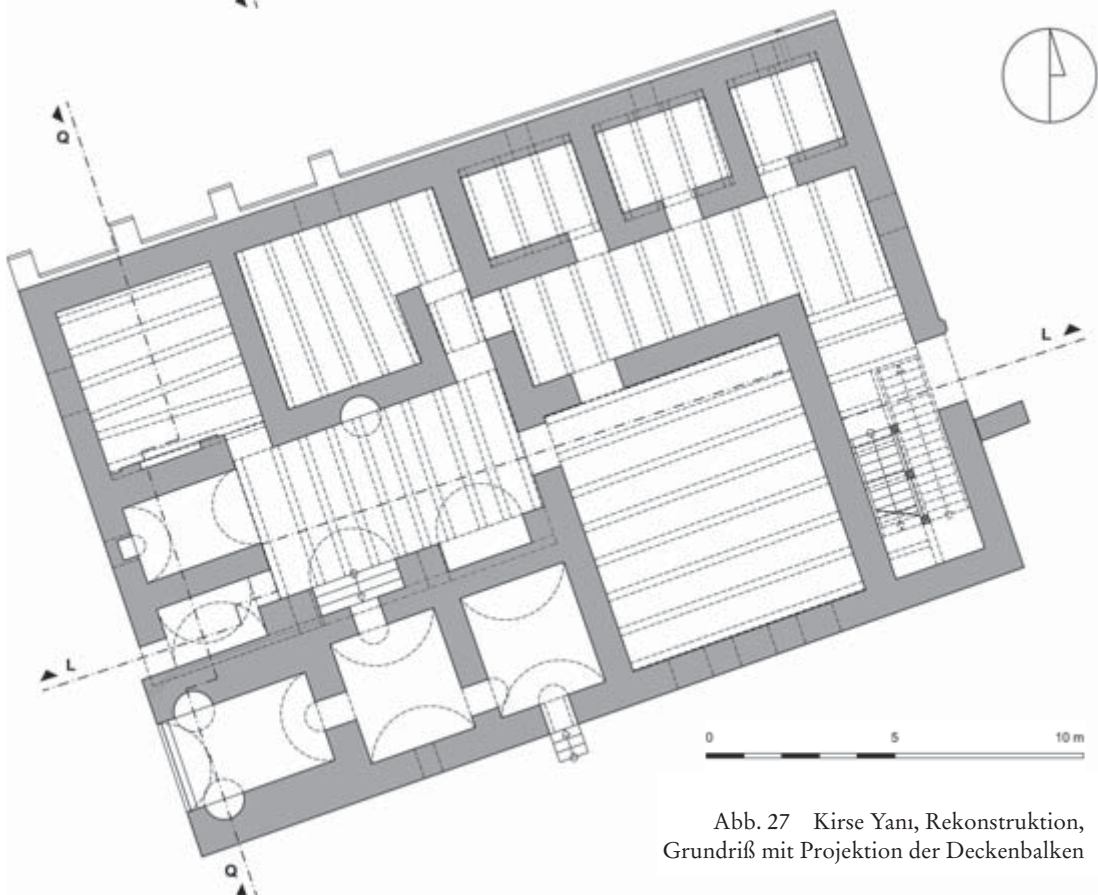 Q
L
L
0 5 10 m
Abb. 27 Kirse Yanı, Rekonstruktion,
Grundriß mit Projektion der Deckenbalken
Q